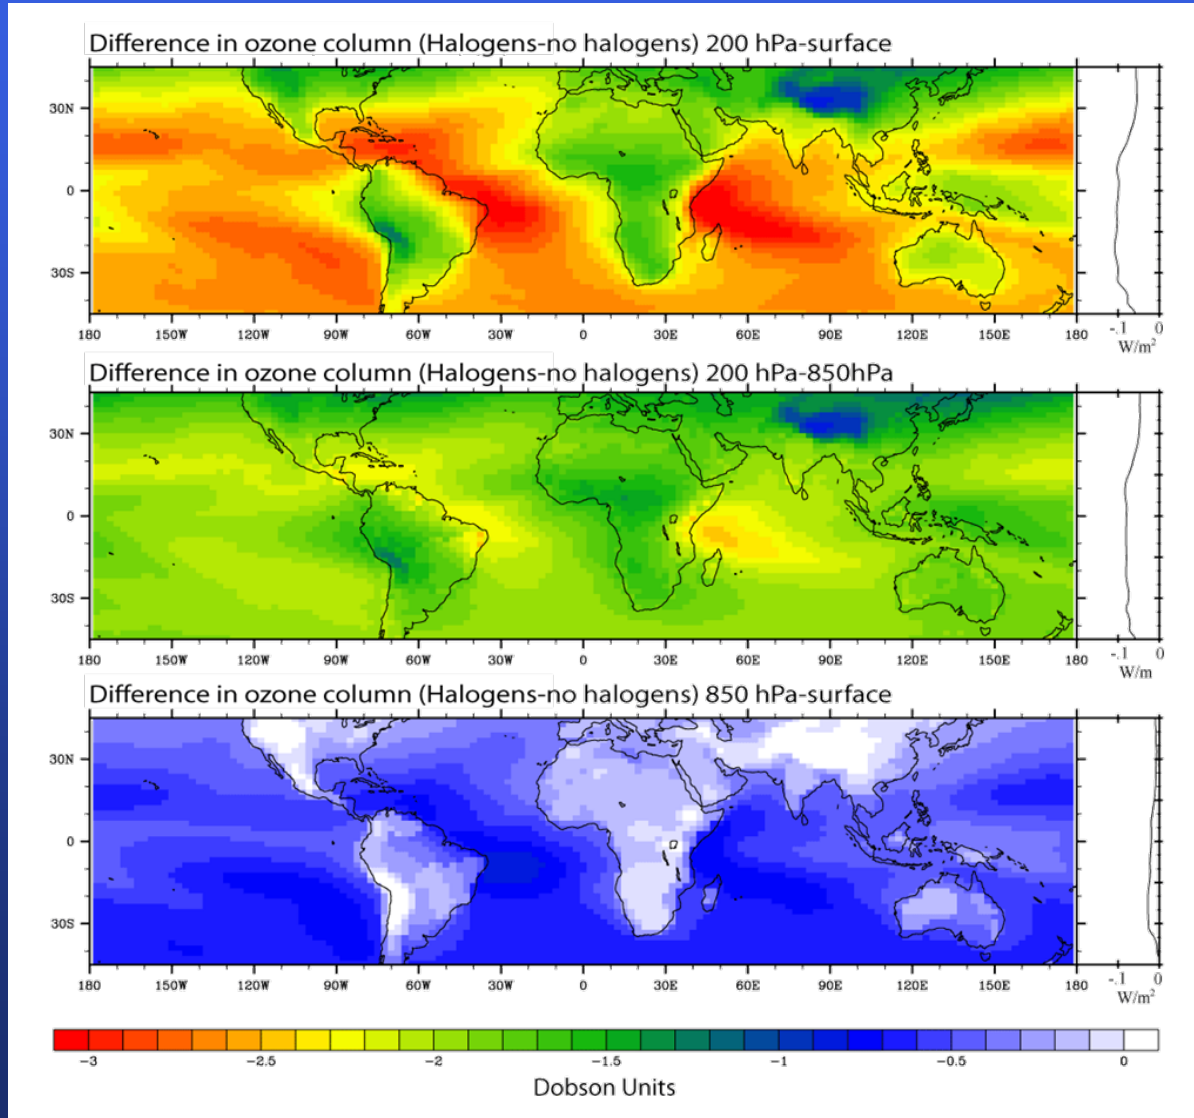 Difference in ozone column (Halogens-no halogens) 200 hPa-surface
30N
0
30S
180 150W 120W 90W 60W 30W 0 30E 60E 90E 120E 150E 180
-.1 0
W/m²
Difference in ozone column (Halogens-no halogens) 200 hPa-850hPa
30N
0
30S
180 150W 120W 90W 60W 30W 0 30E 60E 90E 120E 150E 180
-.1 0
W/m
Difference in ozone column (Halogens-no halogens) 850 hPa-surface
30N
0
30S
180 150W 120W 90W 60W 30W 0 30E 60E 90E 120E 150E 180
-.1 0
W/m²
-3 -2.5 -2 -1.5 -1 -0.5 0
Dobson Units